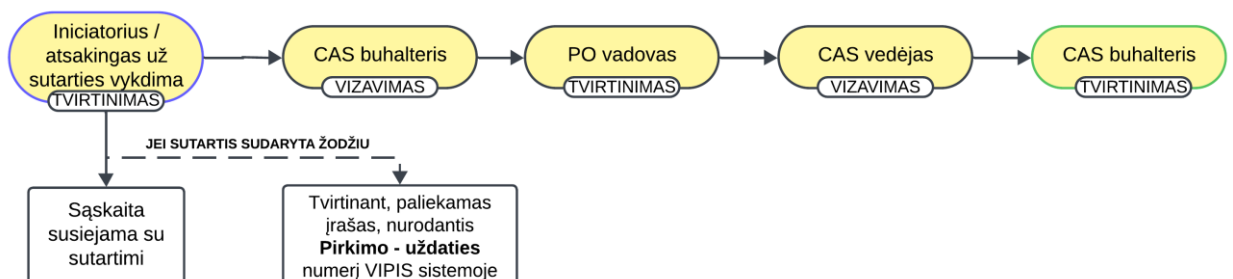 Iniciatorius /
atsakingas už
sutarties vykdima
TVIRTINIMAS
CAS buhalteris
VIZAVIMAS
PO vadovas
TVIRTINIMAS
CAS vedėjas
VIZAVIMAS
CAS buhalteris
TVIRTINIMAS
JEI SUTARTIS SUDARYTA ŽODŽIU
Sąskaita
susiejama su
sutartimi
Tvirtinant, paliekamas
įrašas, nurodantis
Pirkimo - uždaties
numerį VIPIS sistemoje